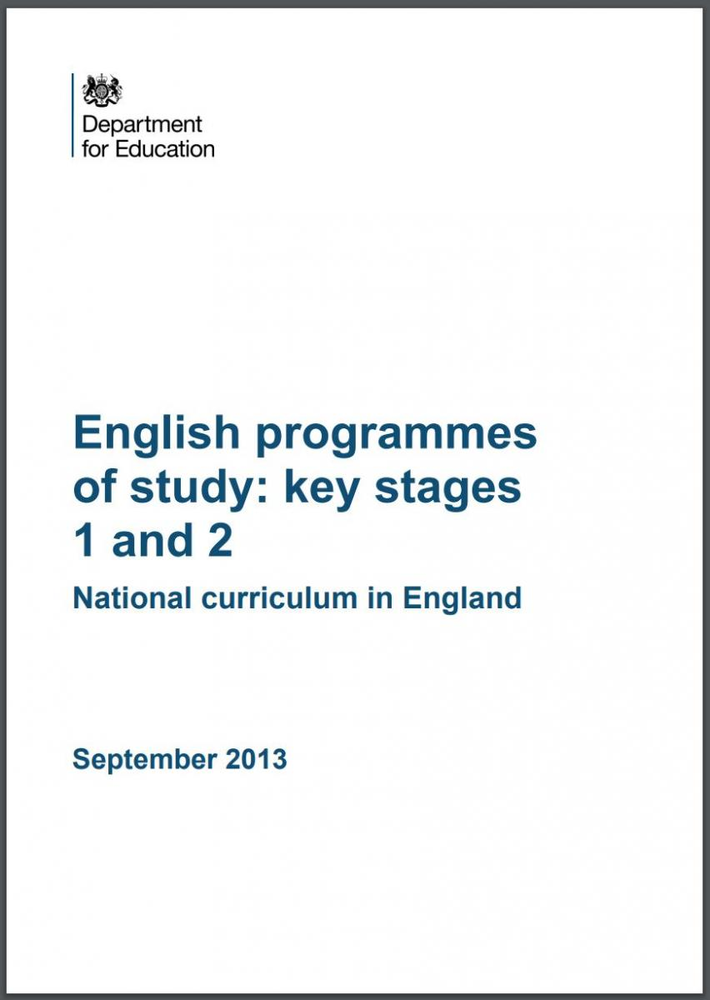 Department
for Education
English programmes
of study: key stages
1 and 2
National curriculum in England
September 2013